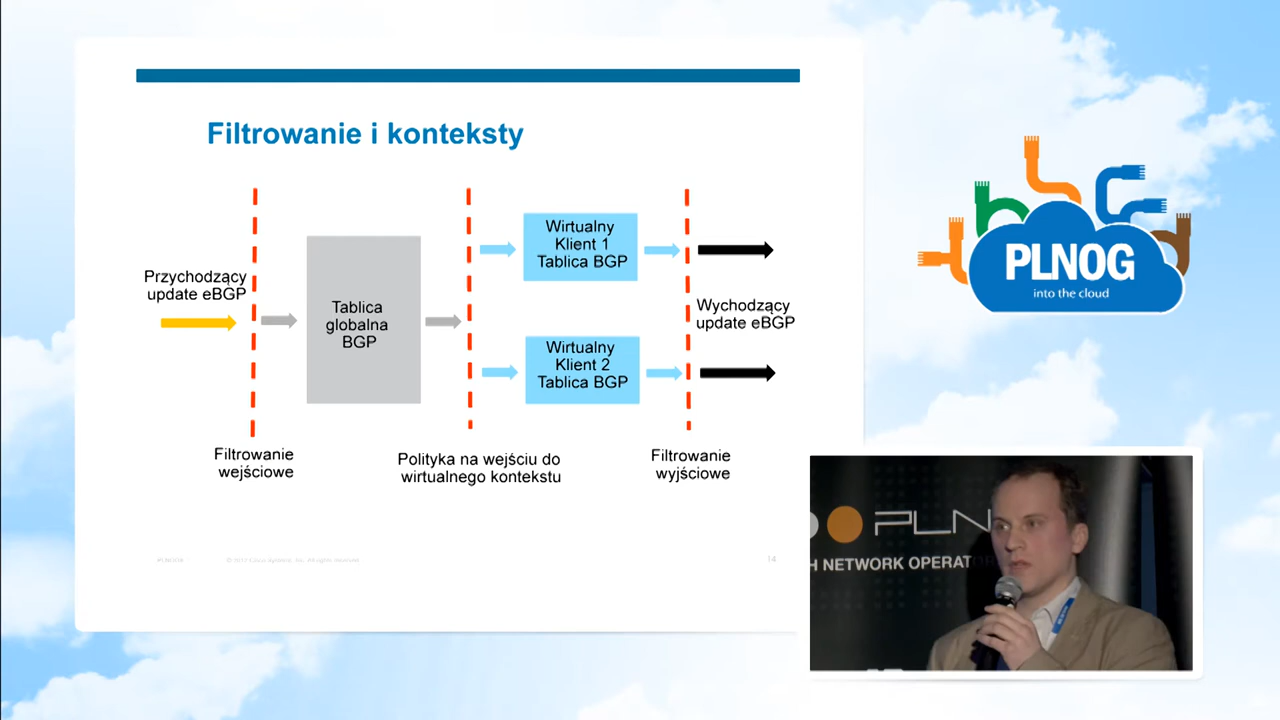 Filtrowanie i konteksty
Przychodzący
update eBGP
Tablica
globalna
BGP
Wirtualny
Klient 1
Tablica BGP
Wirtualny
Klient 2
Tablica BGP
Wychodzący
update eBGP
Filtrowanie
wejściowe
Polityka na wejściu do
wirtualnego kontekstu
Filtrowanie
wyjściowe
14
PLNOG
into the cloud
PLN
H NETWORK OPERATOR